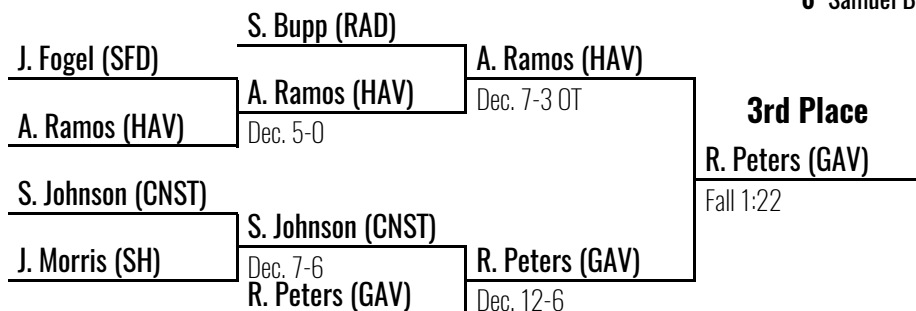 6 Samuel B
S. Bupp (RAD)
J. Fogel (SFD)
A. Ramos (HAV)
A. Ramos (HAV)
Dec. 7-3 OT
3rd Place
A. Ramos (HAV)
Dec. 5-0
R. Peters (GAV)
Fall 1:22
S. Johnson (CNST)
S. Johnson (CNST)
J. Morris (SH)
Dec. 7-6
R. Peters (GAV)
R. Peters (GAV)
Dec. 12-6